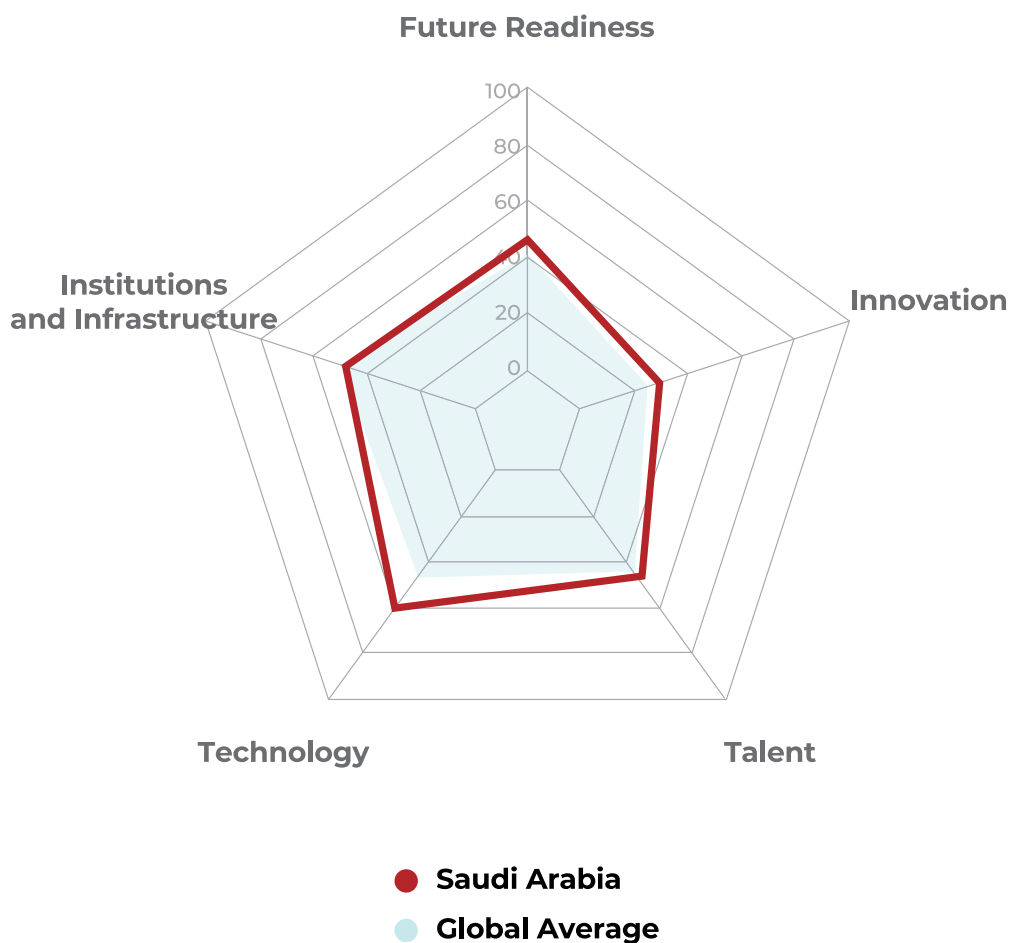 Future Readiness
100
80
60
40
20
0
Institutions
and Infrastructure
Innovation
Technology
Talent
Saudi Arabia
Global Average